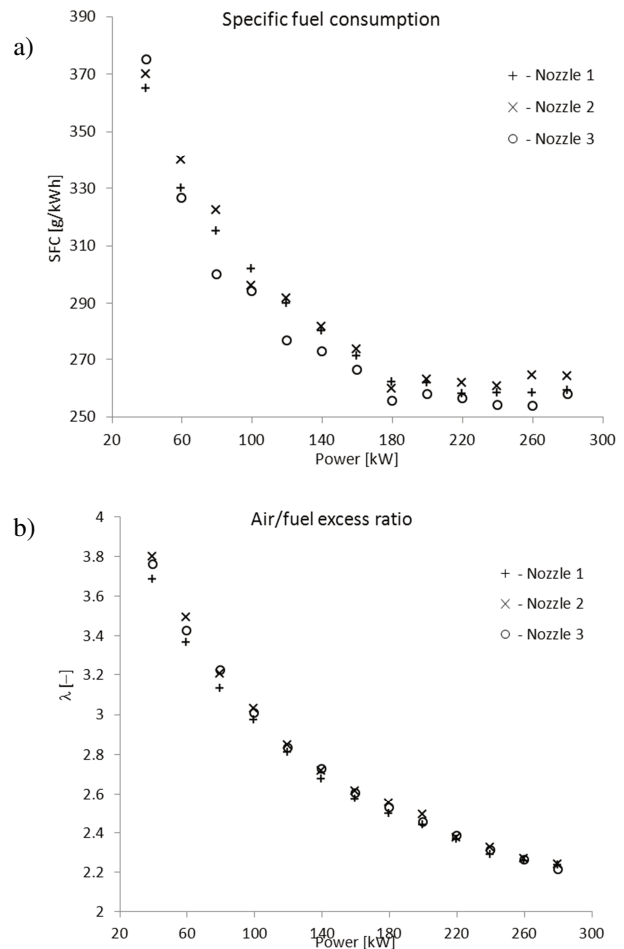 a)
Specific fuel consumption
390
370
350
330
310
290
270
250
SFC [g/kWh]
+ - Nozzle 1
× - Nozzle 2
○ - Nozzle 3
20 60 100 140 180 220 260 300
Power [kW]
b)
Air/fuel excess ratio
4
3.8
3.6
3.4
3.2
3
2.8
2.6
2.4
2.2
2
λ [–]
+ - Nozzle 1
× - Nozzle 2
○ - Nozzle 3
20 60 100 140 180 220 260 300
Power [kW]